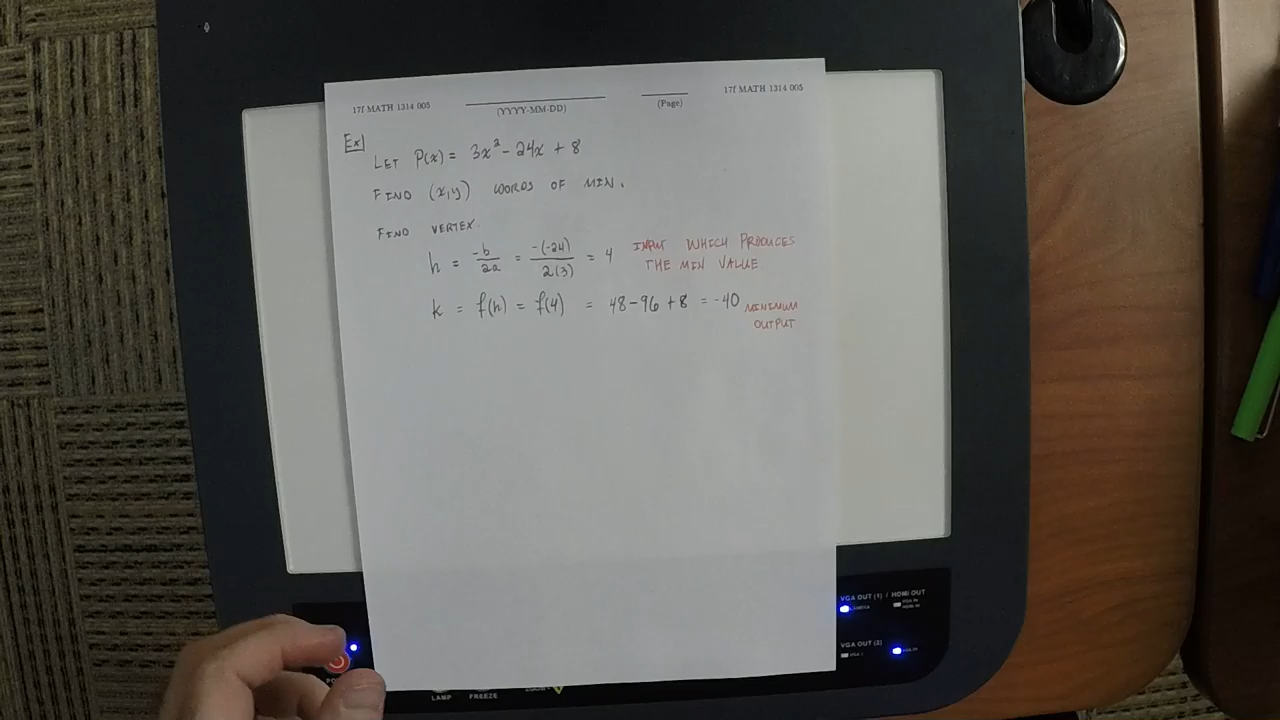 17f MATH 1314 005
(YYYY-MM-DD)
(Page)
17f MATH 1314 005
Ex)
LET P(x) = 3x² - 24x + 8
FIND (x,y) WORDS OF MIN.
FIND VERTEX.
h = -b/2a = -(-24)/2(3) = 4 INPUT WHICH PRODUCES
THE MIN VALUE
k = f(h) = f(4) = 48-96+8 = -40 MINIMUM
OUTPUT
VGA OUT (1) / HDMI OUT
VGA OUT (2)
LAMP FREEZE